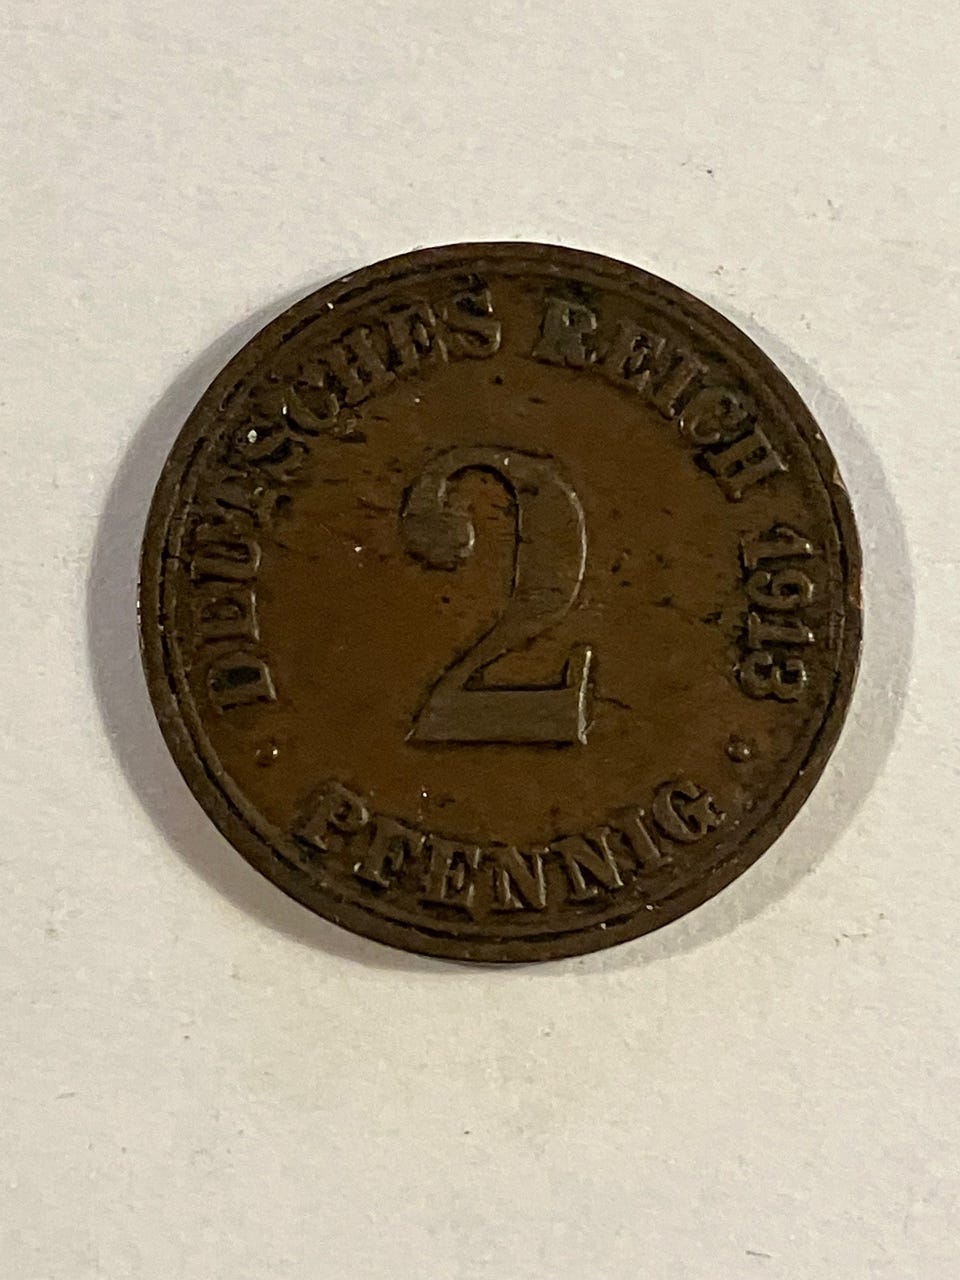 DEUTSCHES REICH 1913
2
· PFENNIG ·